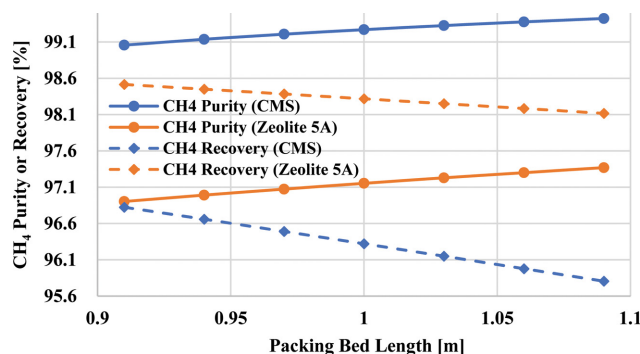 99.1
98.6
98.1
97.6
97.1
96.6
96.1
95.6
CH₄ Purity or Recovery [%]
CH4 Purity (CMS)
CH4 Purity (Zeolite 5A)
CH4 Recovery (CMS)
CH4 Recovery (Zeolite 5A)
0.9 0.95 1 1.05 1.1
Packing Bed Length [m]